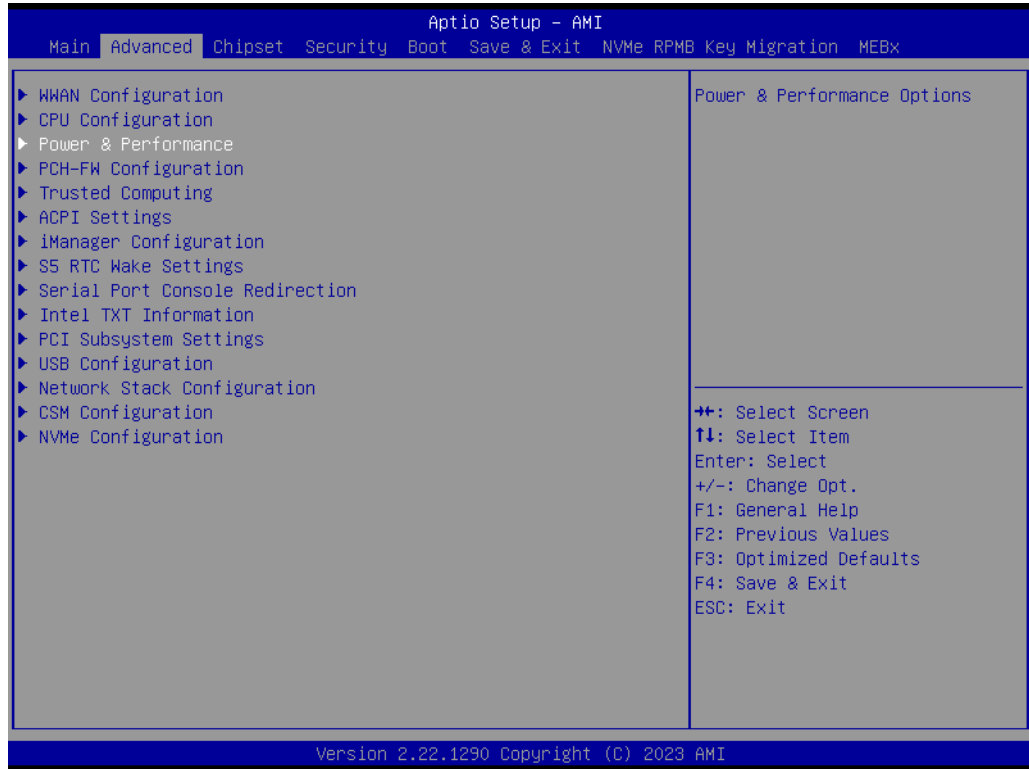 Aptio Setup - AMI
Main Advanced Chipset Security Boot Save & Exit NVMe RPMB Key Migration MEBx
WWAN Configuration
CPU Configuration
Power & Performance
PCH-FW Configuration
Trusted Computing
ACPI Settings
iManager Configuration
S5 RTC Wake Settings
Serial Port Console Redirection
Intel TXT Information
PCI Subsystem Settings
USB Configuration
Network Stack Configuration
CSM Configuration
NVMe Configuration
Power & Performance Options
→←: Select Screen
↑↓: Select Item
Enter: Select
+/-: Change Opt.
F1: General Help
F2: Previous Values
F3: Optimized Defaults
F4: Save & Exit
ESC: Exit
Version 2.22.1290 Copyright (C) 2023 AMI